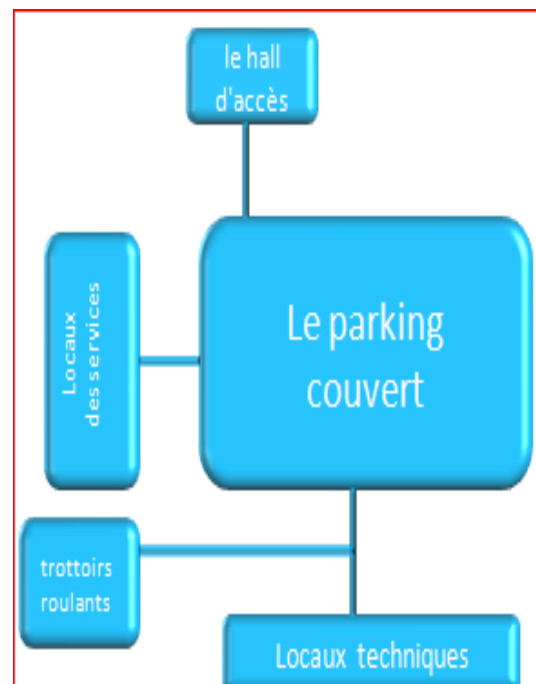 le hall
d'accès
Le parking
couvert
Locaux
des services
trottoirs
roulants
Locaux techniques